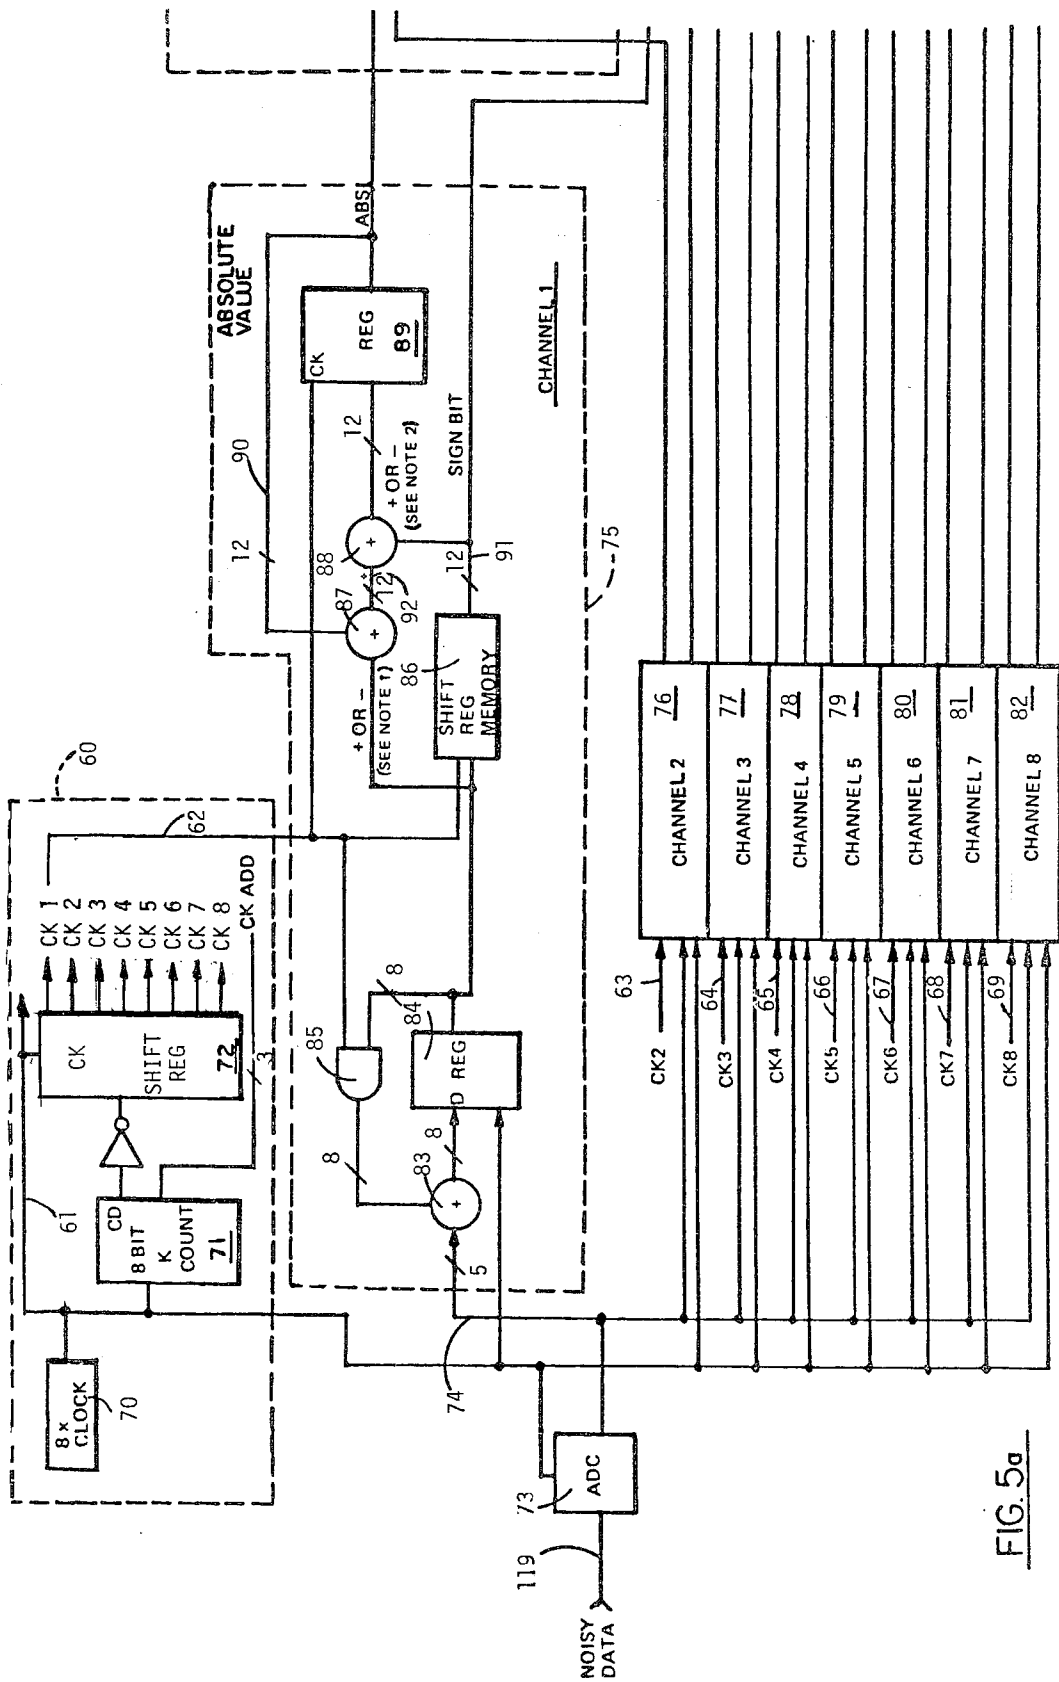 60
8 x
CLOCK
70
61
CD
8 BIT
K
COUNT
71
CK
SHIFT
REG
72
3
CK 1
CK 2
CK 3
CK 4
CK 5
CK 6
CK 7
CK 8
CK ADD
62
ABSOLUTE
VALUE
90
12
85
8
8
84
D REG
8
83
5
74
+
+ OR –
(SEE NOTE 1)
87
+
12
92
88
+
+ OR –
(SEE NOTE 2)
12
CK
REG
89
ABS
SHIFT
REG
MEMORY
86
12
91
SIGN BIT
CHANNEL 1
75
NOISY
DATA
119
73
ADC
CK2
63
CK3
64
CK4
65
CK5
66
CK6
67
CK7
68
CK8
69
CHANNEL 2
76
CHANNEL 3
77
CHANNEL 4
78
CHANNEL 5
79
CHANNEL 6
80
CHANNEL 7
81
CHANNEL 8
82
FIG. 5a